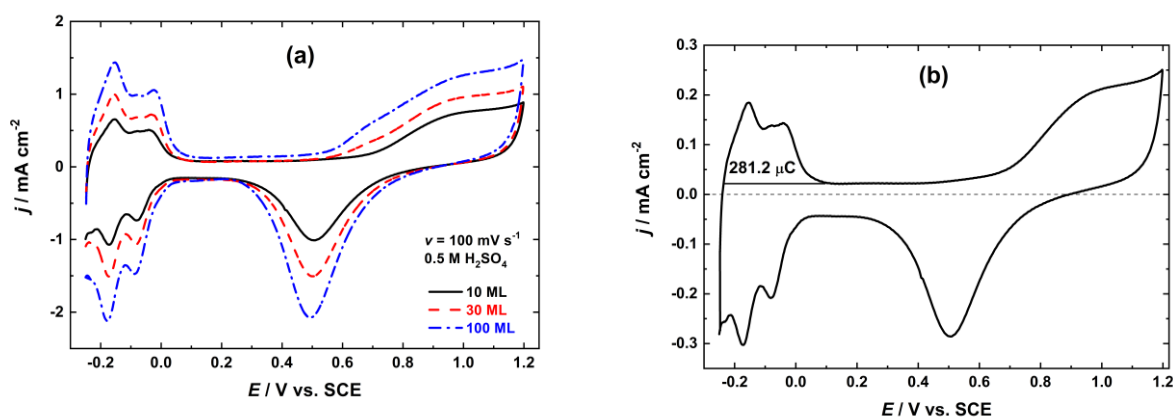 (a)
2
1
0
-1
-2
j / mA cm-2
v = 100 mV s-1
0.5 M H2SO4
10 ML
30 ML
100 ML
-0.2 0.0 0.2 0.4 0.6 0.8 1.0 1.2
E / V vs. SCE
(b)
0.3
0.2
0.1
0.0
-0.1
-0.2
-0.3
j / mA cm-2
281.2 μC
-0.2 0.0 0.2 0.4 0.6 0.8 1.0 1.2
E / V vs. SCE